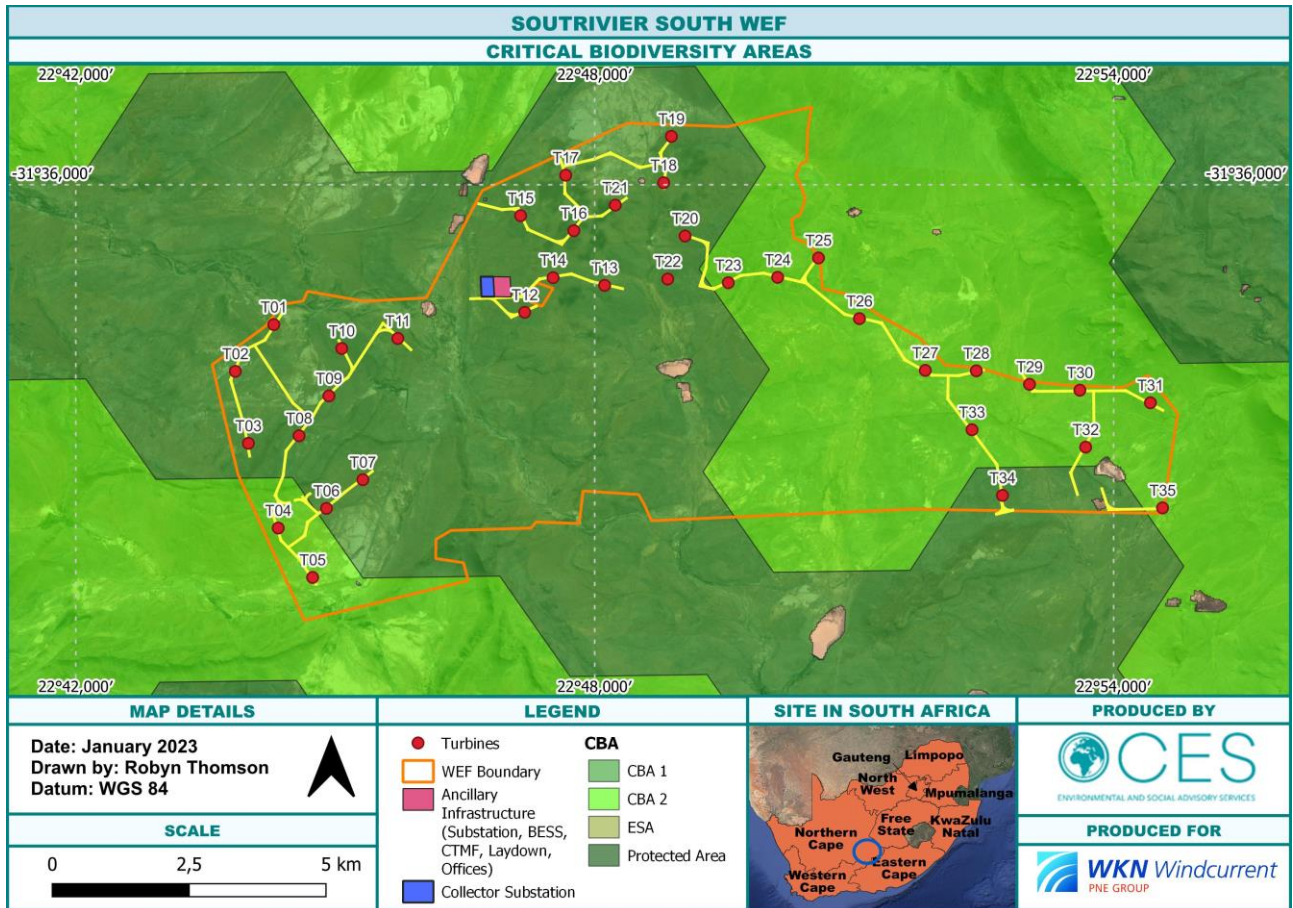 SOUTRIVIER SOUTH WEF
CRITICAL BIODIVERSITY AREAS
22°42,000′
22°48,000′
22°54,000′
-31°36,000′
-31°36,000′
T19
T17
T18
T15
T21
T16
T20
T25
T14
T13
T22
T23
T24
T12
T01
T26
T10
T11
T02
T27
T28
T29
T30
T31
T09
T08
T03
T33
T32
T07
T34
T06
T35
T04
T05
22°42,000′
22°48,000′
22°54,000′
MAP DETAILS
Date: January 2023
Drawn by: Robyn Thomson
Datum: WGS 84
SCALE
0
2,5
5 km
LEGEND
Turbines
WEF Boundary
Ancillary
Infrastructure
(Substation, BESS,
CTMF, Laydown,
Offices)
Collector Substation
CBA
CBA 1
CBA 2
ESA
Protected Area
SITE IN SOUTH AFRICA
Gauteng
Limpopo
North
West
Mpumalanga
Free
State
KwaZulu
Natal
Northern
Cape
Eastern
Cape
Western
Cape
PRODUCED BY
CES
ENVIRONMENTAL AND SOCIAL ADVISORY SERVICES
PRODUCED FOR
WKN Windcurrent
PNE GROUP